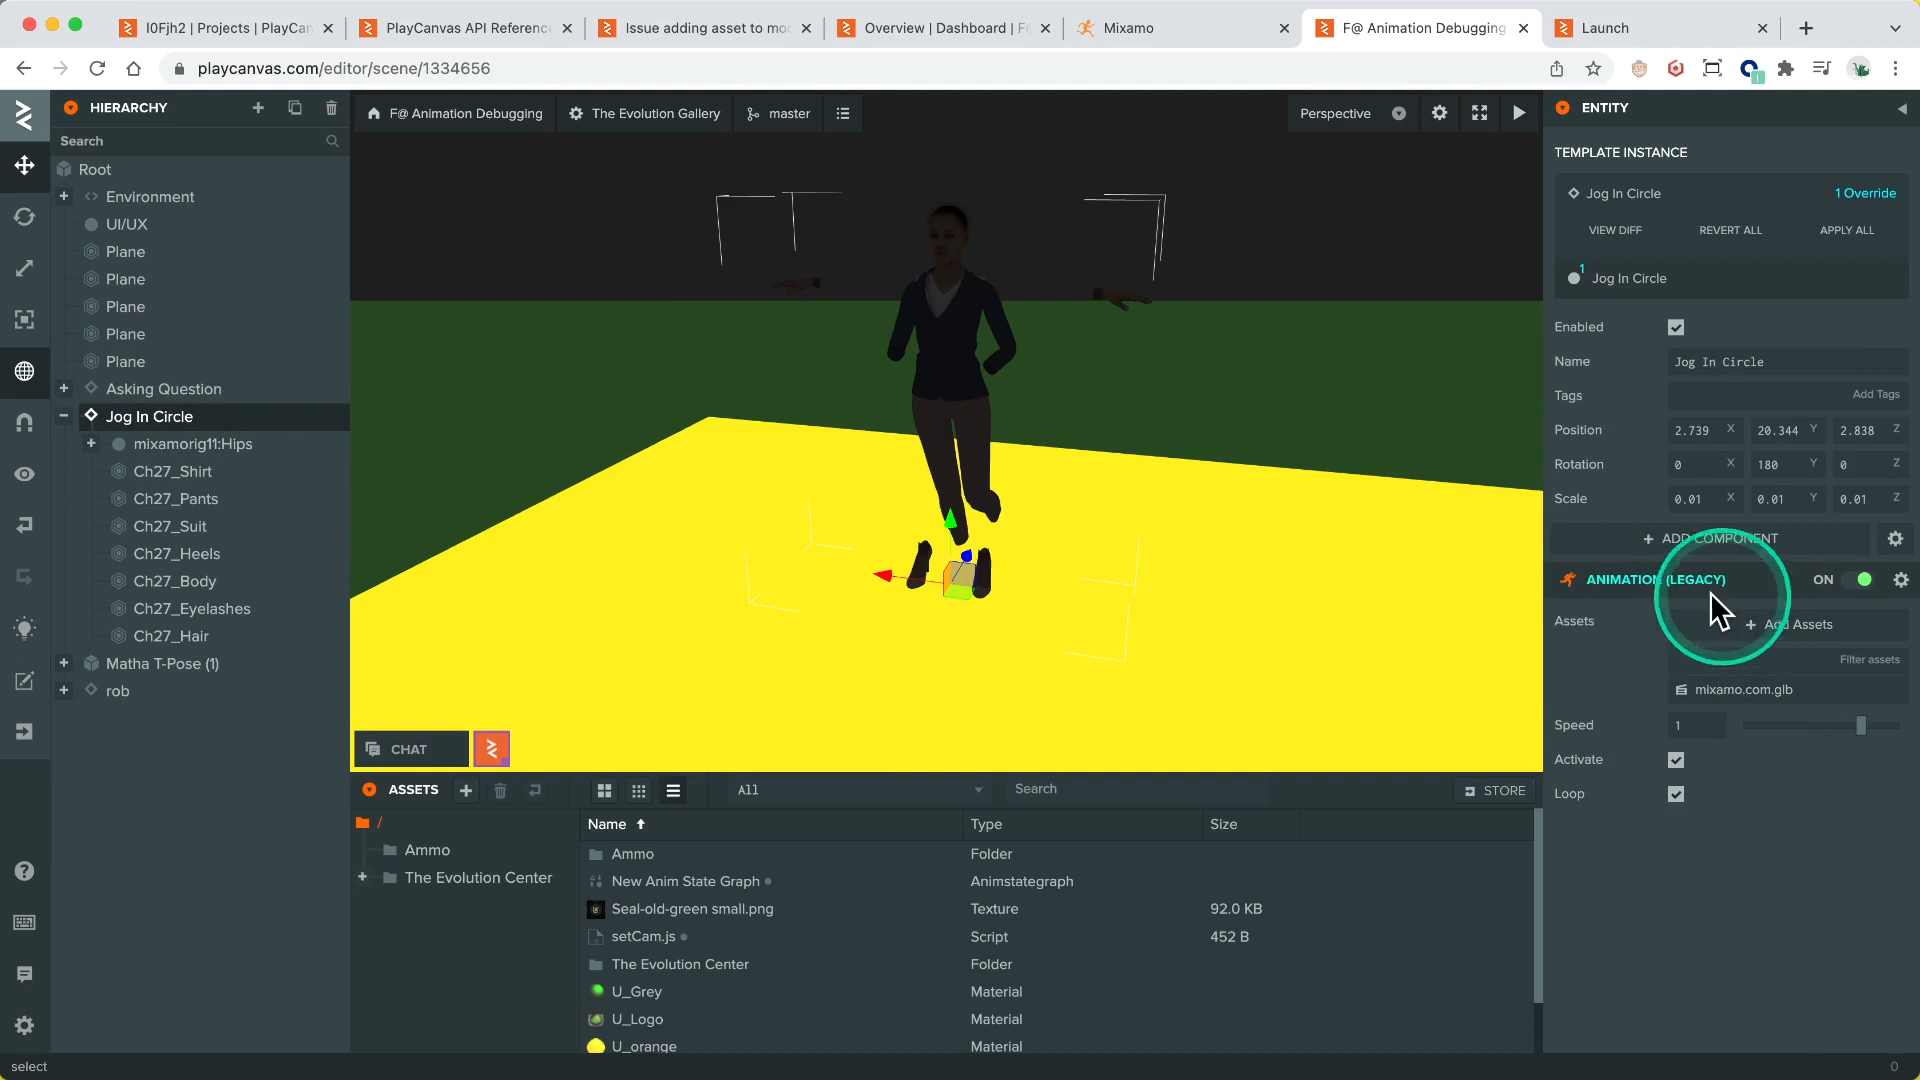 I0Fjh2 | Projects | PlayCan
PlayCanvas API Reference
Issue adding asset to mod
Overview | Dashboard | F@
Mixamo
F@ Animation Debugging
Launch
playcanvas.com/editor/scene/1334656
HIERARCHY
Search
Root
Environment
UI/UX
Plane
Plane
Plane
Plane
Plane
Asking Question
Jog In Circle
mixamorig11:Hips
Ch27_Shirt
Ch27_Pants
Ch27_Suit
Ch27_Heels
Ch27_Body
Ch27_Eyelashes
Ch27_Hair
Matha T-Pose (1)
rob
F@ Animation Debugging
The Evolution Gallery
master
Perspective
CHAT
ASSETS
All
Search
STORE
/
Ammo
The Evolution Center
Name
Type
Size
Ammo Folder
New Anim State Graph Animstategraph
Seal-old-green small.png Texture 92.0 KB
setCam.js Script 452 B
The Evolution Center Folder
U_Grey Material
U_Logo Material
U_orange Material
ENTITY
TEMPLATE INSTANCE
Jog In Circle 1 Override
VIEW DIFF REVERT ALL APPLY ALL
1 Jog In Circle
Enabled
Name Jog In Circle
Tags Add Tags
Position 2.739 X 20.344 Y 2.838 Z
Rotation 0 X 180 Y 0 Z
Scale 0.01 X 0.01 Y 0.01 Z
+ ADD COMPONENT
ANIMATION (LEGACY) ON
Assets + Add Assets
Filter assets
mixamo.com.glb
Speed 1
Activate
Loop
select
0